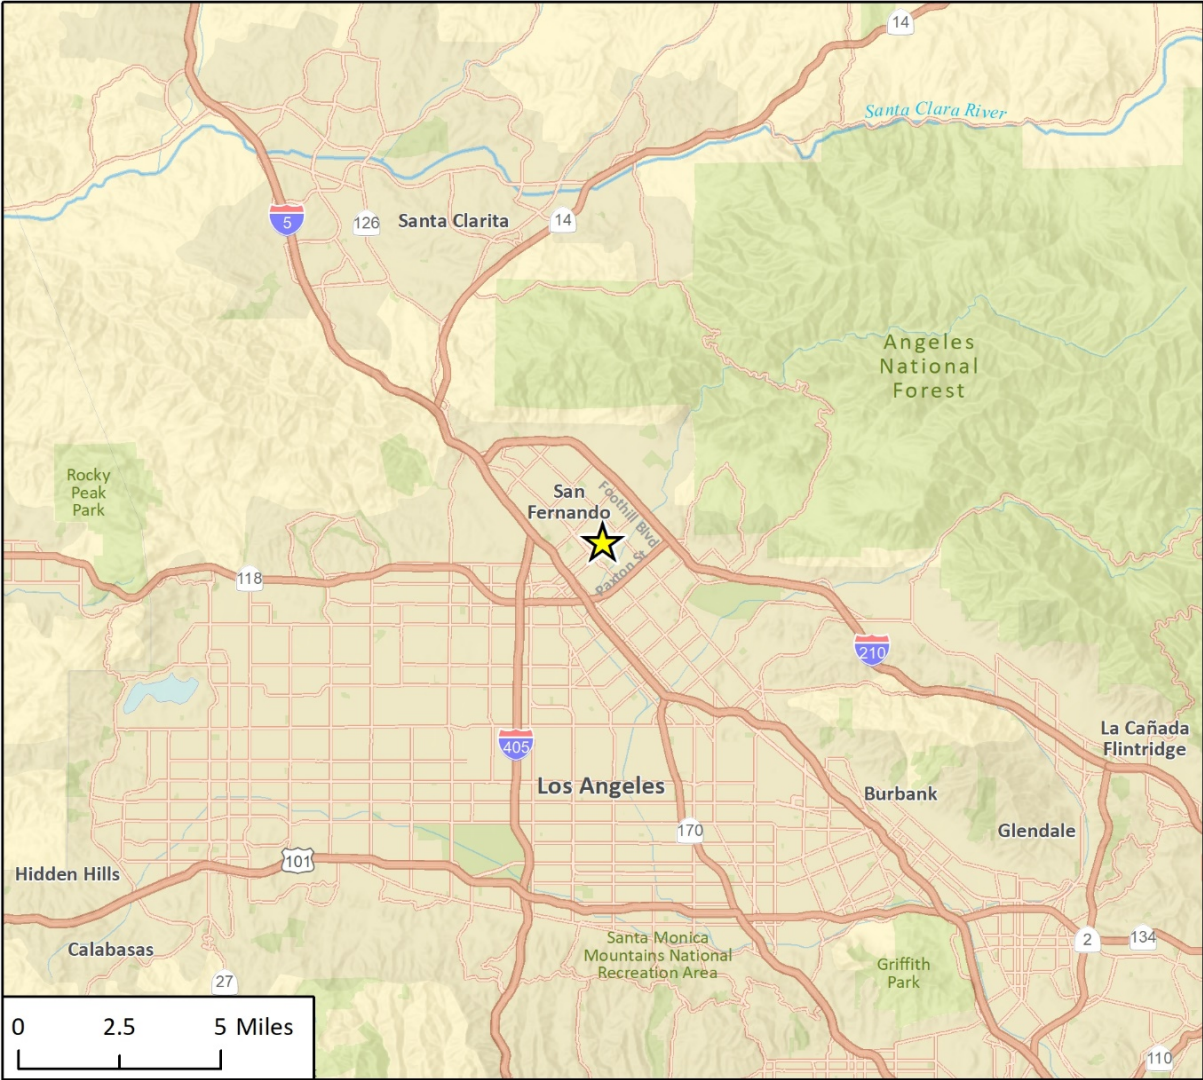 14
Santa Clara River
5
126
Santa Clarita
14
Angeles
National
Forest
Rocky
Peak
Park
San
Fernando
Foothill Blvd
Paxton St
118
210
405
La Cañada
Flintridge
Los Angeles
Burbank
170
Glendale
101
Hidden Hills
Calabasas
Santa Monica
Mountains National
Recreation Area
2
134
Griffith
Park
27
0 2.5 5 Miles
110